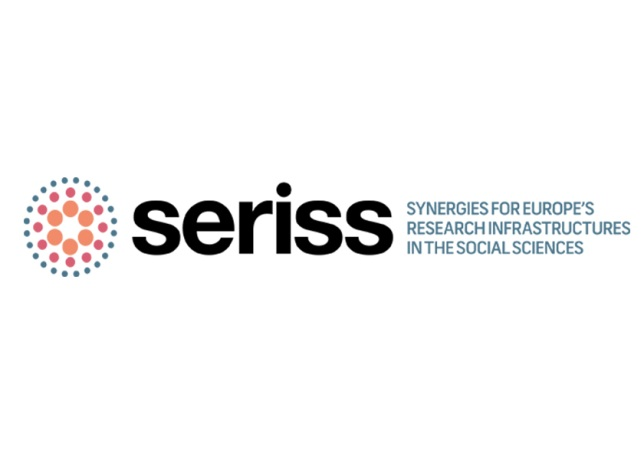 seriss
SYNERGIES FOR EUROPE'S
RESEARCH INFRASTRUCTURES
IN THE SOCIAL SCIENCES